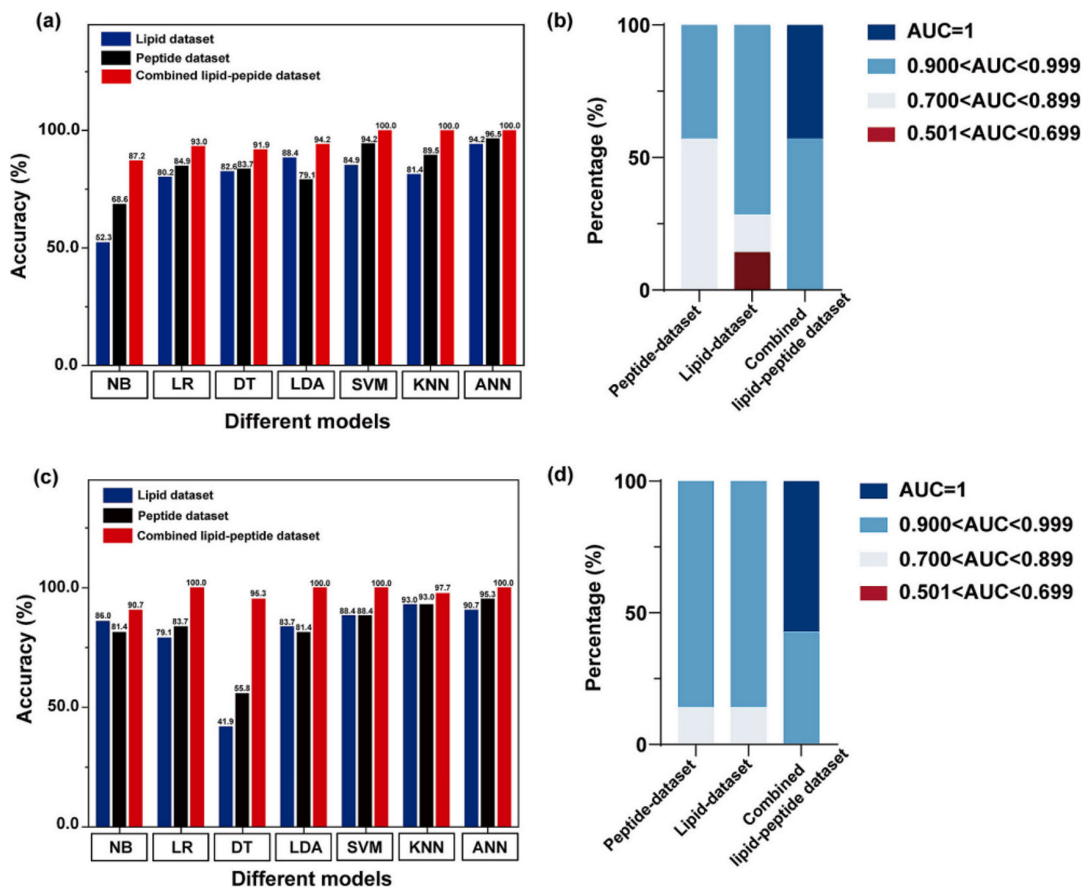 (a)
Lipid dataset
Peptide dataset
Combined lipid-pepide dataset
Accuracy (%)
100.0
50.0
0.0
52.3 68.6 87.2
80.2 84.9 93.0
82.6 83.7 91.9
88.4 79.1 94.2
84.9 94.2 100.0
81.4 89.5 100.0
94.2 96.5 100.0
NB LR DT LDA SVM KNN ANN
Different models
(b)
Percentage (%)
100
50
0
Peptide-dataset
Lipid-dataset
Combined
lipid-peptide dataset
AUC=1
0.900<AUC<0.999
0.700<AUC<0.899
0.501<AUC<0.699
(c)
Lipid dataset
Peptide dataset
Combined lipid-peptide dataset
Accuracy (%)
100.0
50.0
0.0
86.0 81.4 90.7
79.1 83.7 100.0
41.9 55.8 95.3
83.7 81.4 100.0
88.4 88.4 100.0
93.0 93.0 97.7
90.7 95.3 100.0
NB LR DT LDA SVM KNN ANN
Different models
(d)
Percentage (%)
100
50
0
Peptide-dataset
Lipid-dataset
Combined
lipid-peptide dataset
AUC=1
0.900<AUC<0.999
0.700<AUC<0.899
0.501<AUC<0.699